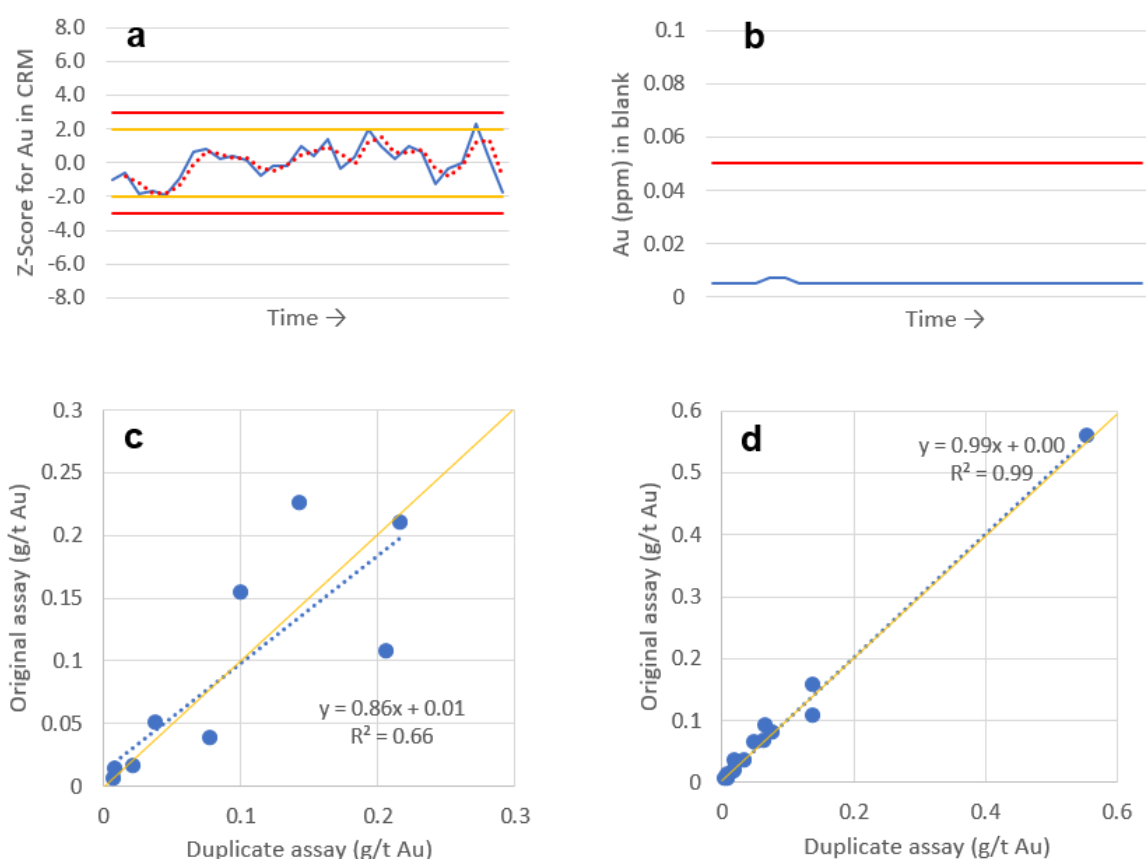 a
Z-Score for Au in CRM
8.0
6.0
4.0
2.0
0.0
-2.0
-4.0
-6.0
-8.0
Time →
b
Au (ppm) in blank
0.1
0.08
0.06
0.04
0.02
0
Time →
c
Original assay (g/t Au)
0.3
0.25
0.2
0.15
0.1
0.05
0
y = 0.86x + 0.01
R² = 0.66
0
0.1
0.2
0.3
Duplicate assay (g/t Au)
d
Original assay (g/t Au)
0.6
0.5
0.4
0.3
0.2
0.1
0
y = 0.99x + 0.00
R² = 0.99
0
0.2
0.4
0.6
Duplicate assay (g/t Au)